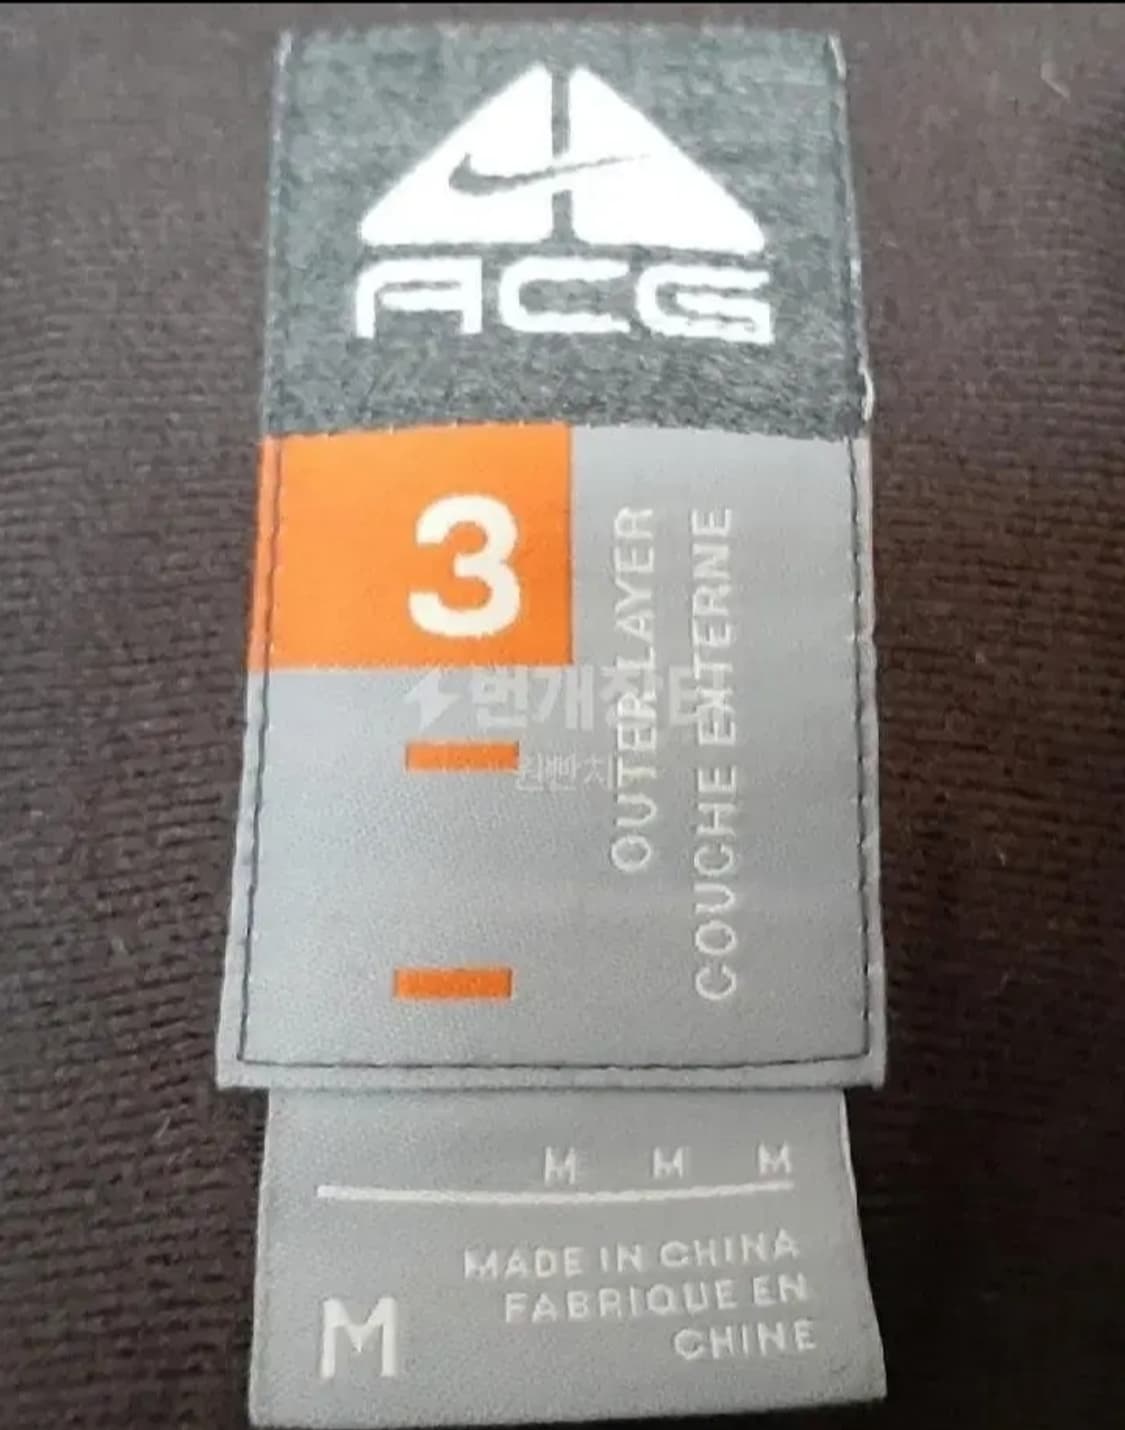 ACG
3
OUTER LAYER
COUCHE EXTERNE
번개장터
M M M
MADE IN CHINA
FABRIQUE EN
CHINE
M